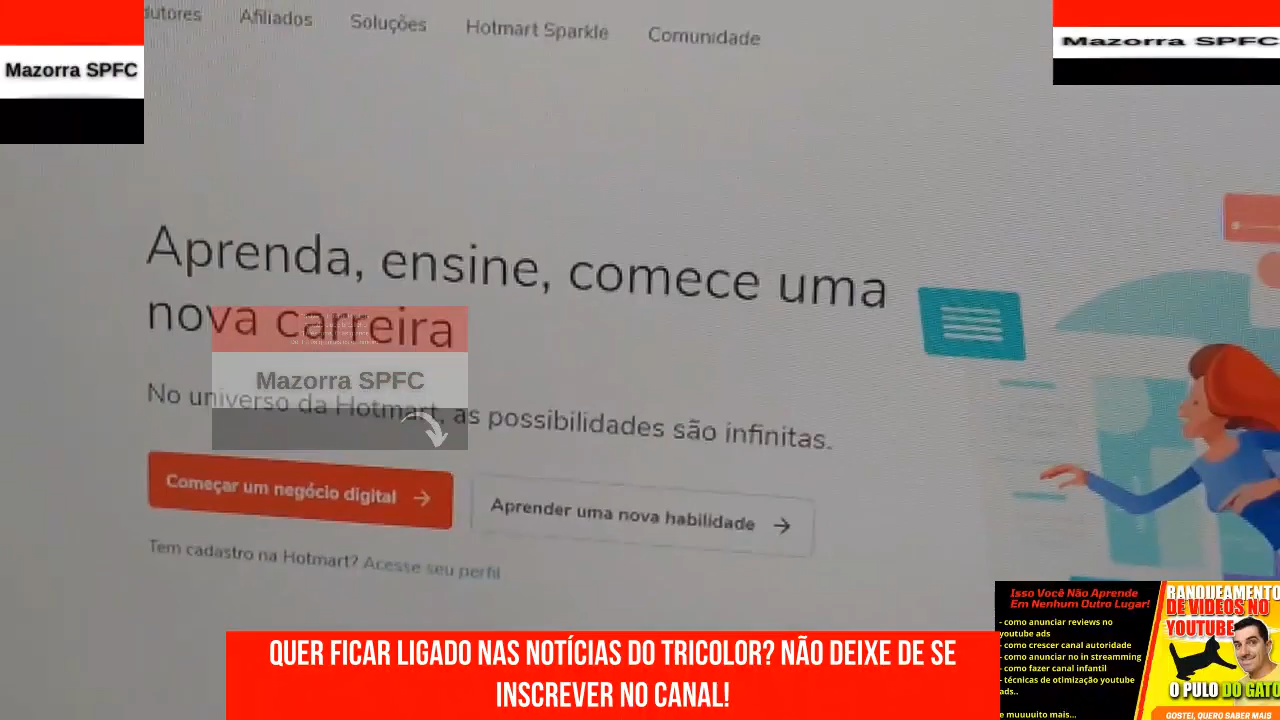 dutores Afiliados Soluções Hotmart Sparkle Comunidade
Mazorra SPFC
Mazorra SPFC
Aprenda, ensine, comece uma
nova carreira
Mazorra SPFC
No universo da Hotmart, as possibilidades são infinitas.
Começar um negócio digital
Aprender uma nova habilidade
Tem cadastro na Hotmart? Acesse seu perfil
QUER FICAR LIGADO NAS NOTÍCIAS DO TRICOLOR? NÃO DEIXE DE SE
INSCREVER NO CANAL!
Isso Você Não Aprende
Em Nenhum Outro Lugar!
- como anunciar reviews no
youtube ads
- como crescer canal autoridade
- como anunciar no in streamming
- como fazer canal infantil
- técnicas de otimização youtube
ads..
e muuuuito mais...
RANQUEAMENTO
DE VÍDEOS NO
YOUTUBE
O PULO DO GATO
GOSTEI, QUERO SABER MAIS